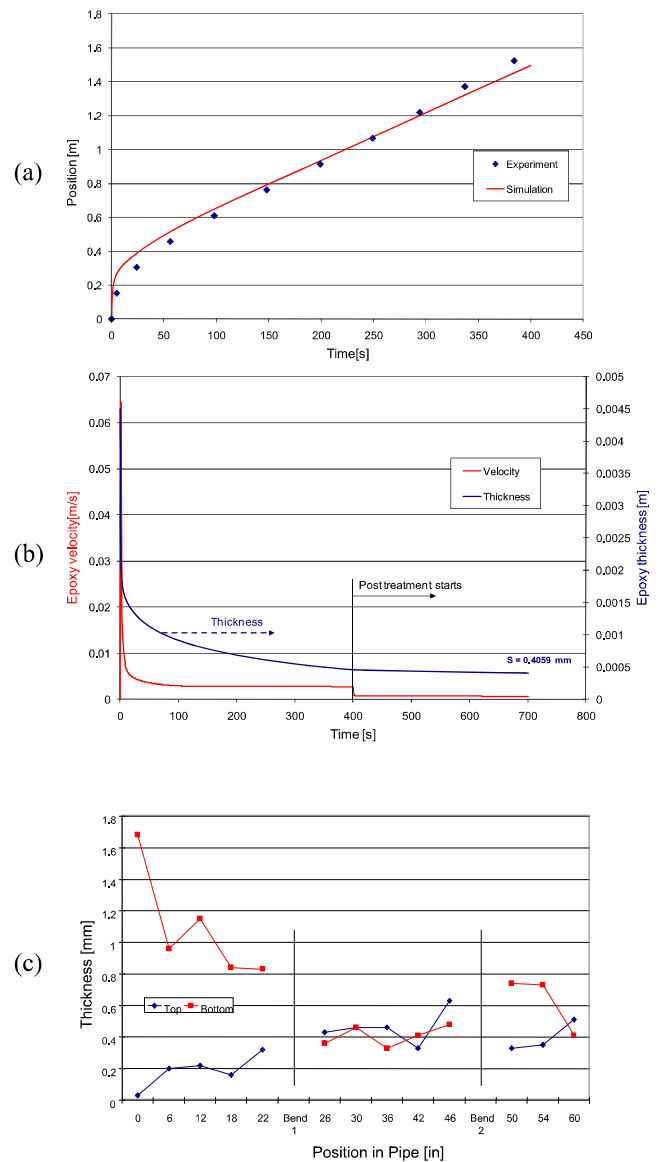 (a)
Position [m]
1.8
1.6
1.4
1.2
1
0.8
0.6
0.4
0.2
0
0 50 100 150 200 250 300 350 400 450
Time[s]
Experiment
Simulation
(b)
Epoxy velocity[m/s]
0.07
0.06
0.05
0.04
0.03
0.02
0.01
0
0.005
0.0045
0.004
0.0035
0.003
0.0025
0.002
0.0015
0.001
0.0005
0
Epoxy thickness [m]
Velocity
Thickness
Post treatment starts
Thickness
S = 0.4059 mm
0 100 200 300 400 500 600 700 800
Time [s]
(c)
Thickness [mm]
1.8
1.6
1.4
1.2
1
0.8
0.6
0.4
0.2
0
Top Bottom
0 6 12 18 22 Bend 26 30 36 42 46 Bend 50 54 60
1 2
Position in Pipe [in]